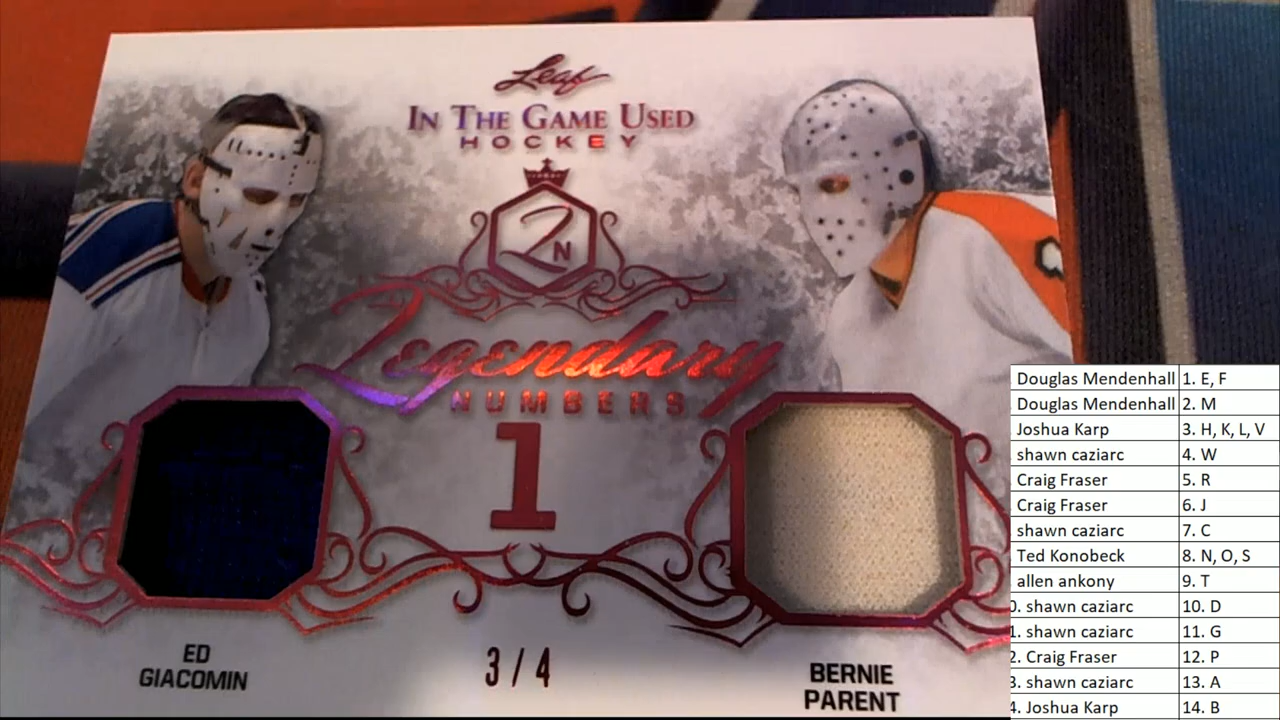 Leaf
IN THE GAME USED
HOCKEY
LN
Legendary
NUMBERS
1
ED
GIACOMIN
3/4
BERNIE
PARENT
Douglas Mendenhall 1. E, F
Douglas Mendenhall 2. M
Joshua Karp 3. H, K, L, V
shawn caziarc 4. W
Craig Fraser 5. R
Craig Fraser 6. J
shawn caziarc 7. C
Ted Konobeck 8. N, O, S
allen ankony 9. T
0. shawn caziarc 10. D
1. shawn caziarc 11. G
2. Craig Fraser 12. P
3. shawn caziarc 13. A
4. Joshua Karp 14. B